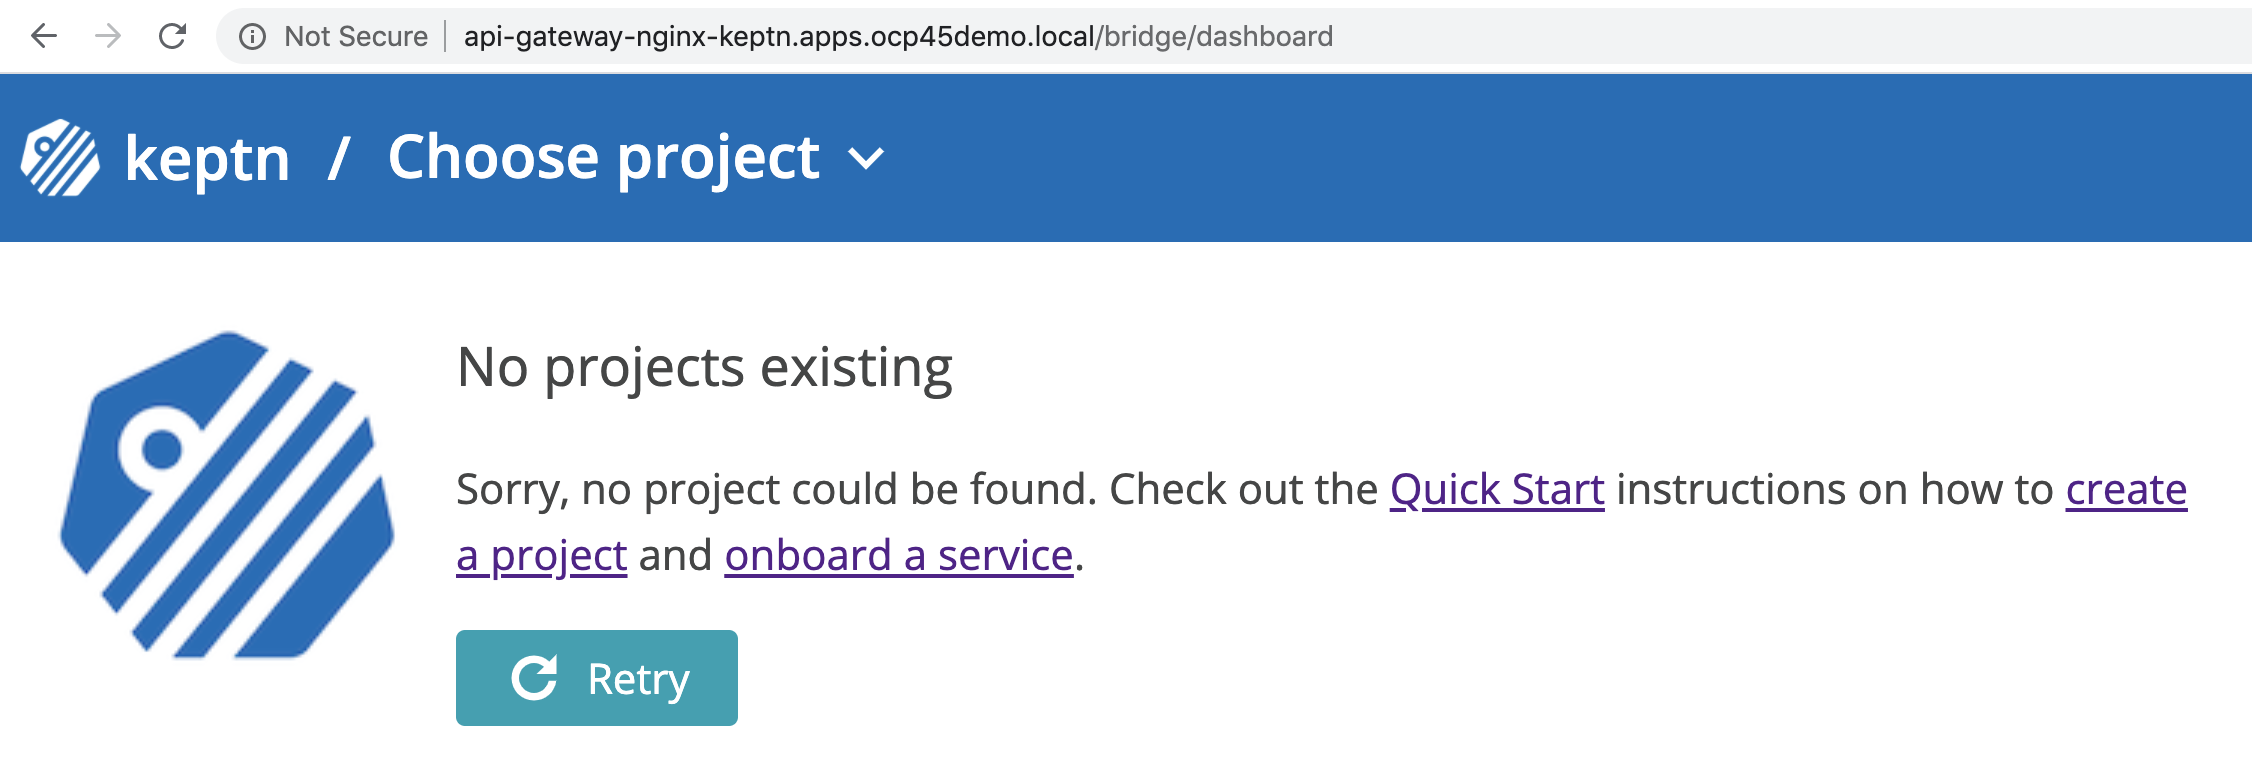 Not Secure api-gateway-nginx-keptn.apps.ocp45demo.local/bridge/dashboard
keptn / Choose project
No projects existing
Sorry, no project could be found. Check out the Quick Start instructions on how to create
a project and onboard a service.
Retry